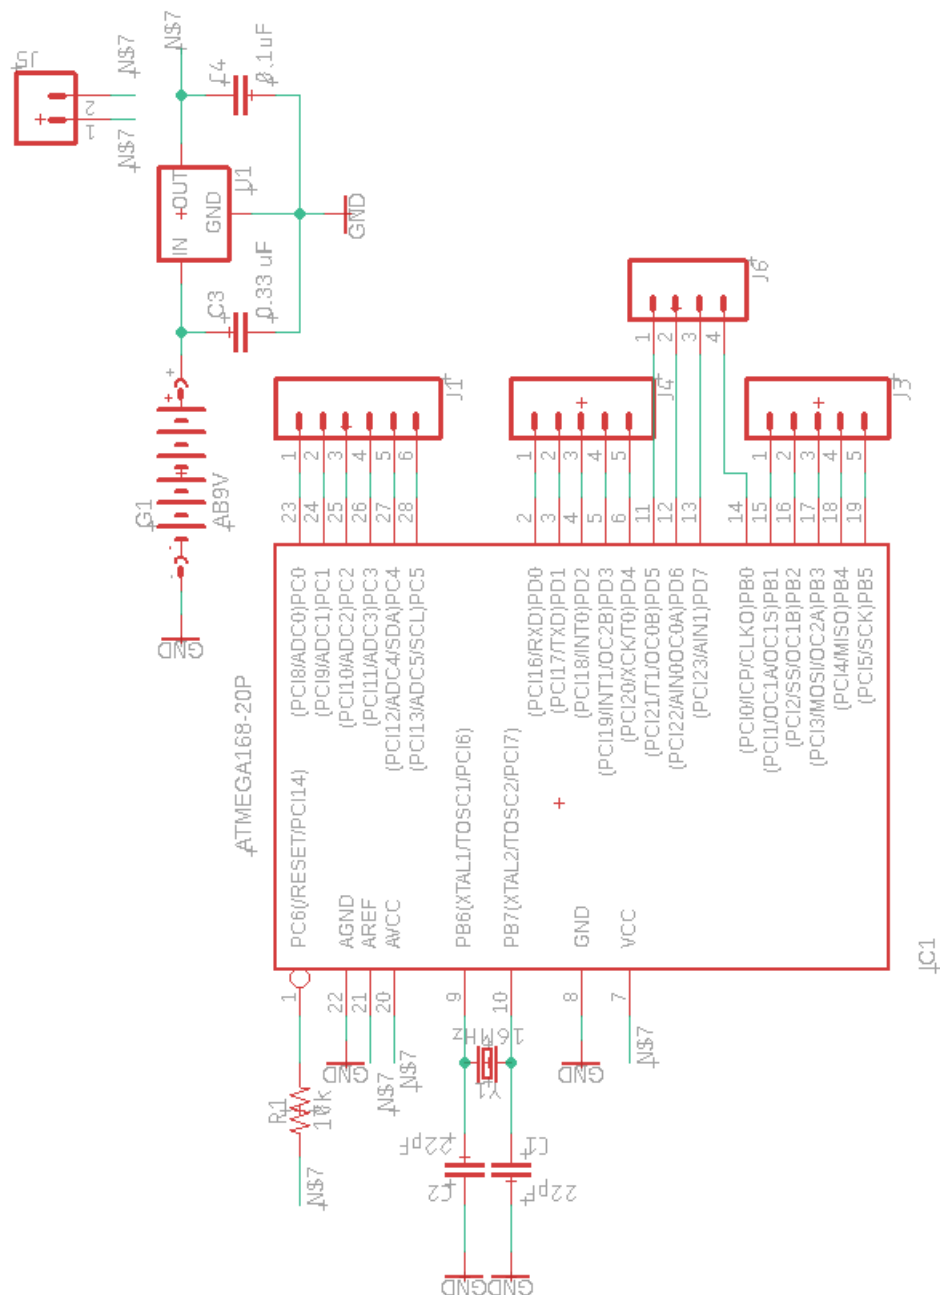 J5
N$7
2
1
N$7
N$7
C4
0.1uF
U1
OUT
GND
IN
GND
C3
0.33 uF
G1
AB9V
GND
J1
1
2
3
4
5
6
23
24
25
26
27
28
J4
1
2
3
4
5
2
3
4
5
6
J6
1
2
3
4
11
12
13
J3
1
2
3
4
5
14
15
16
17
18
19
ATMEGA168-20P
(PCI8/ADC0)PC0
(PCI9/ADC1)PC1
(PCI10/ADC2)PC2
(PCI11/ADC3)PC3
(PCI12/ADC4/SDA)PC4
(PCI13/ADC5/SCL)PC5
(PCI16/RXD)PD0
(PCI17/TXD)PD1
(PCI18/INT0)PD2
(PCI19/INT1/OC2B)PD3
(PCI20/XCK/T0)PD4
(PCI21/T1/OC0B)PD5
(PCI22/AIN0OC0A)PD6
(PCI23/AIN1)PD7
(PCI0/ICP/CLKO)PB0
(PCI1/OC1A/OC1S)PB1
(PCI2/SS/OC1B)PB2
(PCI3/MOSI/OC2A)PB3
(PCI4/MISO)PB4
(PCI5/SCK)PB5
PC6(/RESET/PCI14)
AGND
AREF
AVCC
PB6(XTAL1/TOSC1/PCI6)
PB7(XTAL2/TOSC2/PCI7)
GND
VCC
IC1
1
22
21
20
9
10
8
7
GND
N$7
N$7
16MHz
Y1
GND
N$7
R1
10k
N$7
22pF
C2
C1
22pF
GND
GND